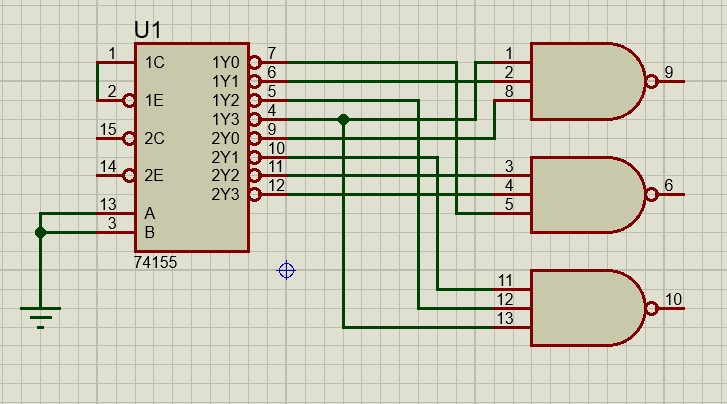 U1
1 1C 1Y0 7 1
1Y1 6 2 9
2 1E 1Y2 5 8
1Y3 4
15 2C 2Y0 9
2Y1 10
14 2E 2Y2 11 3
2Y3 12 4 6
13 A 5
3 B
74155
11
12 10
13